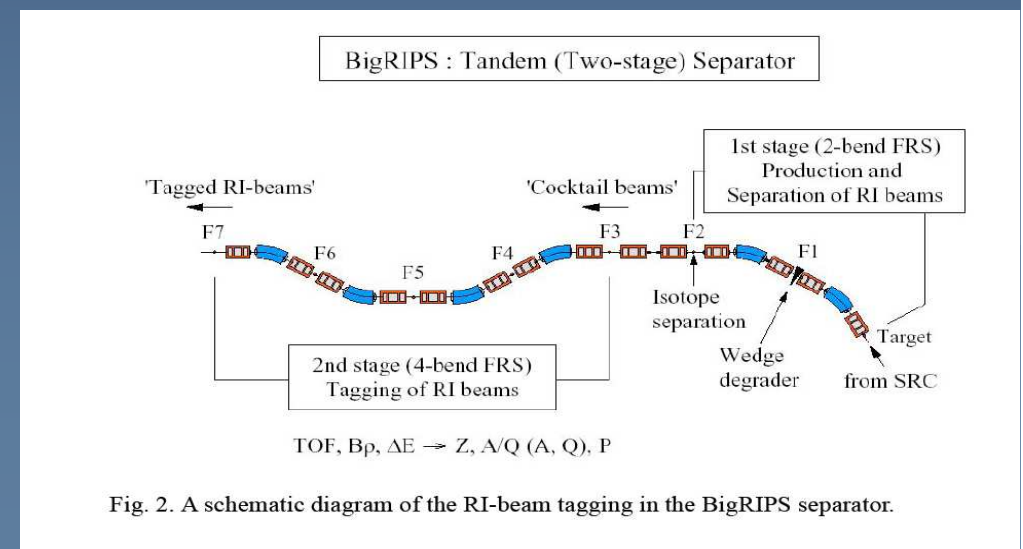 BigRIPS : Tandem (Two-stage) Separator
1st stage (2-bend FRS)
Production and
Separation of RI beams
'Tagged RI-beams'
'Cocktail beams'
F7
F6
F5
F4
F3
F2
F1
Isotope
separation
Wedge
degrader
Target
from SRC
2nd stage (4-bend FRS)
Tagging of RI beams
TOF, Bρ, ΔE → Z, A/Q (A, Q), P
Fig. 2. A schematic diagram of the RI-beam tagging in the BigRIPS separator.